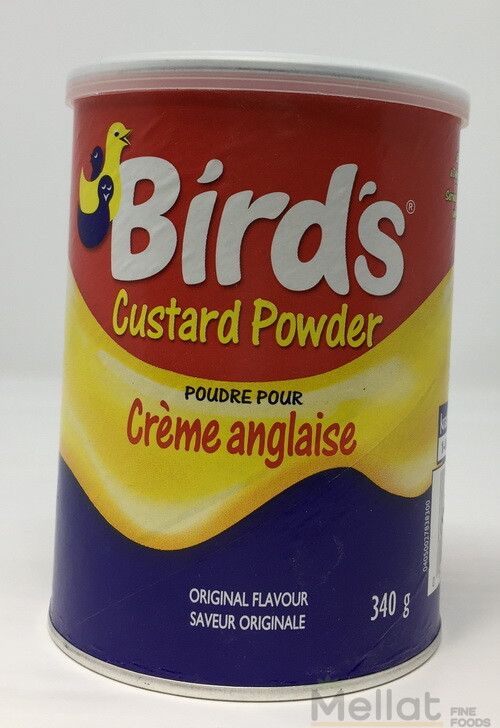 Bird's®
Custard Powder
POUDRE POUR
Crème anglaise
ORIGINAL FLAVOUR
SAVEUR ORIGINALE
340 g
Mellat FINE
FOODS